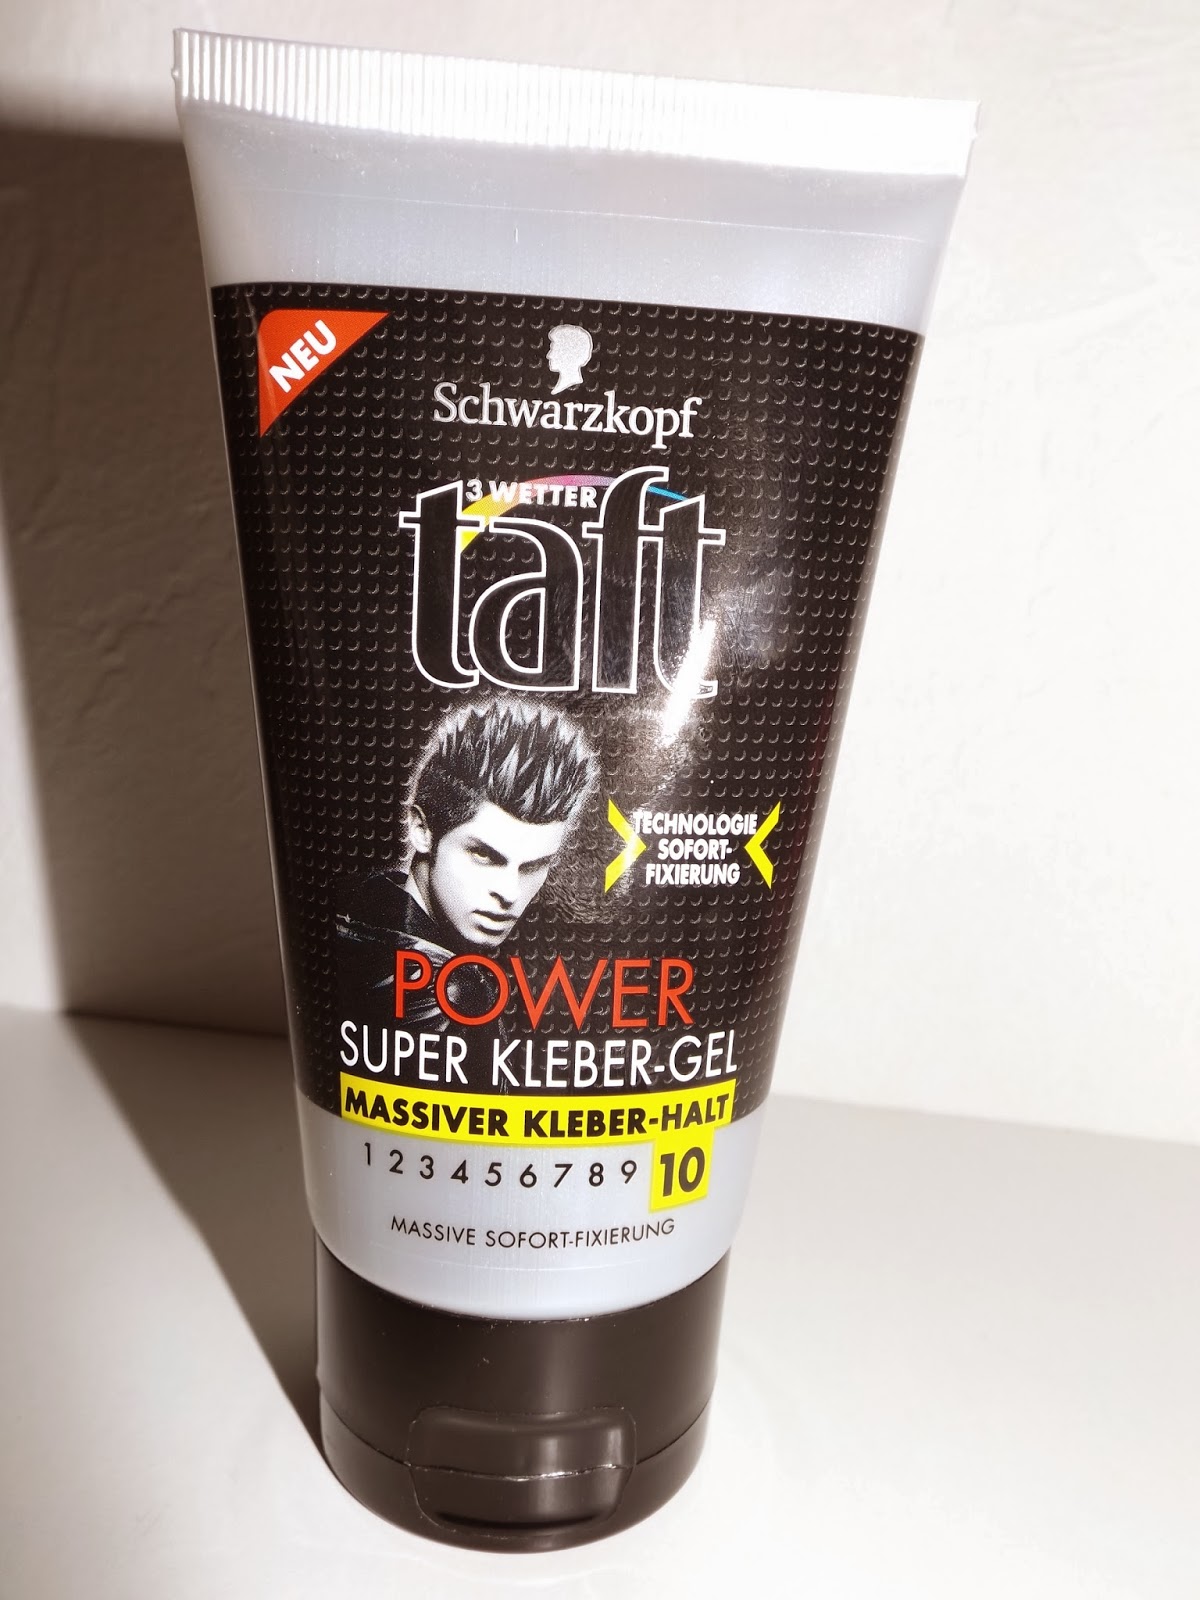 NEU
Schwarzkopf
3 WETTER
taft
TECHNOLOGIE
SOFORT-
FIXIERUNG
POWER
SUPER KLEBER-GEL
MASSIVER KLEBER-HALT
1 2 3 4 5 6 7 8 9 10
MASSIVE SOFORT-FIXIERUNG